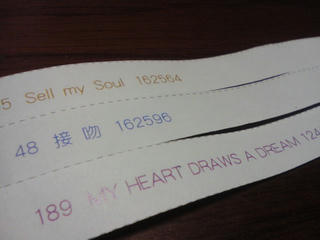 5 Sell my Soul 162564
48 接吻 162596
189 MY HEART DRAWS A DREAM 124